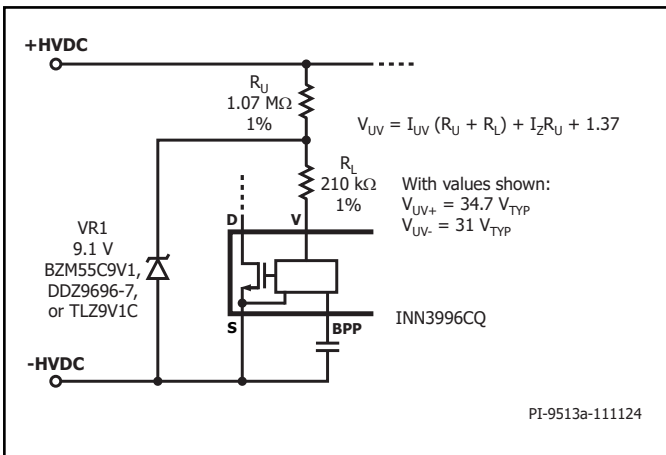 +HVDC
R_U
1.07 MΩ
1%
V_UV = I_UV (R_U + R_L) + I_ZR_U + 1.37
R_L
210 kΩ
1%
With values shown:
V_UV+ = 34.7 V_TYP
V_UV- = 31 V_TYP
D
V
VR1
9.1 V
BZM55C9V1,
DDZ9696-7,
or TLZ9V1C
INN3996CQ
S
BPP
-HVDC
PI-9513a-111124